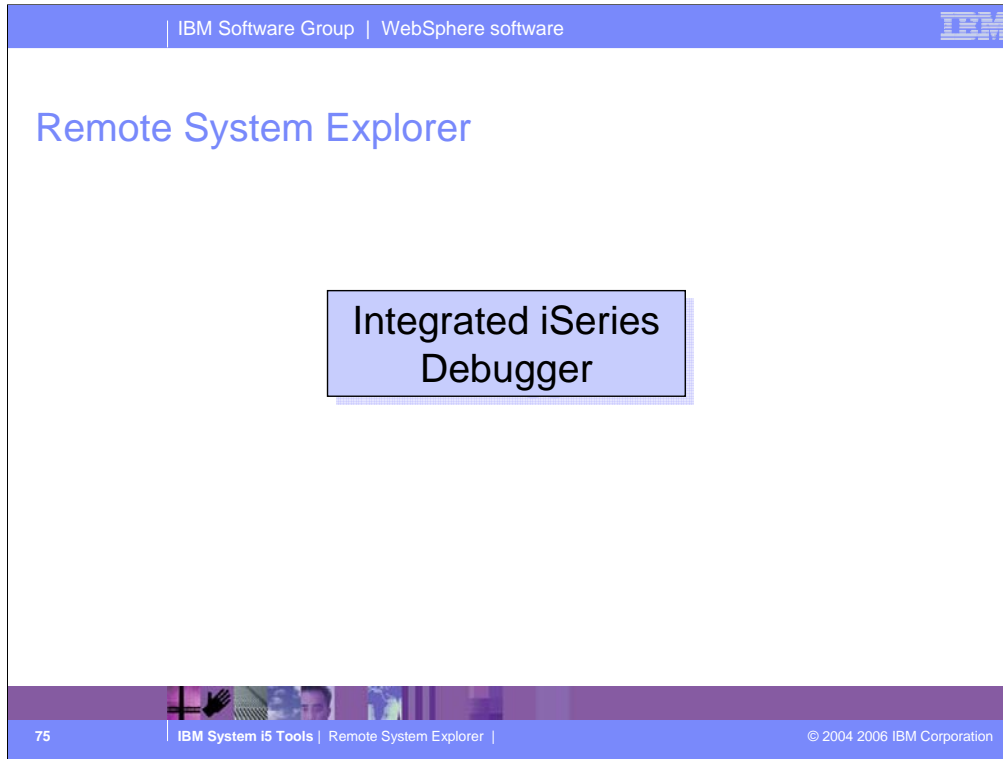 IBM Software Group | WebSphere software
IBM
Remote System Explorer
Integrated iSeries
Debugger
75
IBM System i5 Tools | Remote System Explorer |
© 2004 2006 IBM Corporation